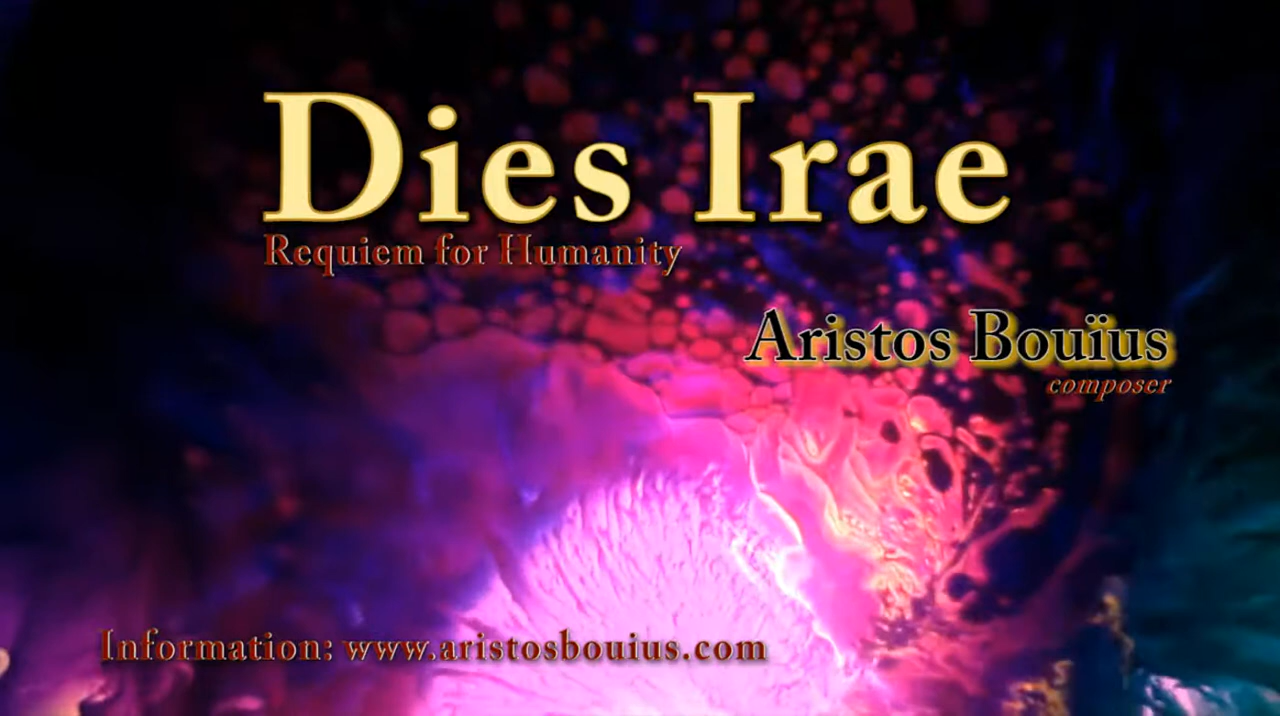 Dies Irae
Requiem for Humanity
Aristos Bouïus
composer
Information: www.aristosbouius.com